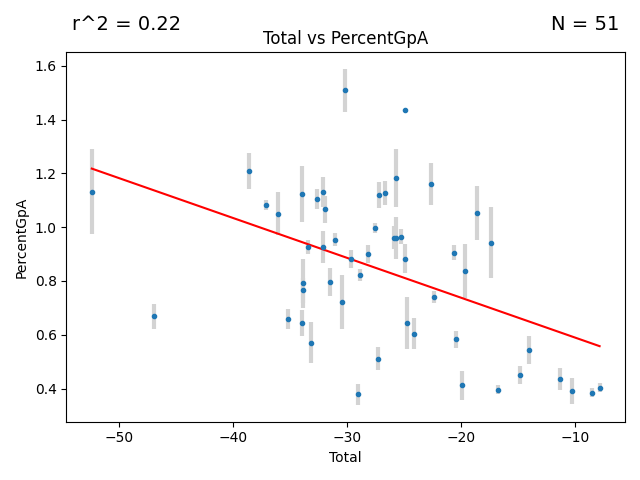 r^2 = 0.22
N = 51
Total vs PercentGpA
1.6
1.4
1.2
1.0
0.8
0.6
0.4
PercentGpA
−50
−40
−30
−20
−10
Total